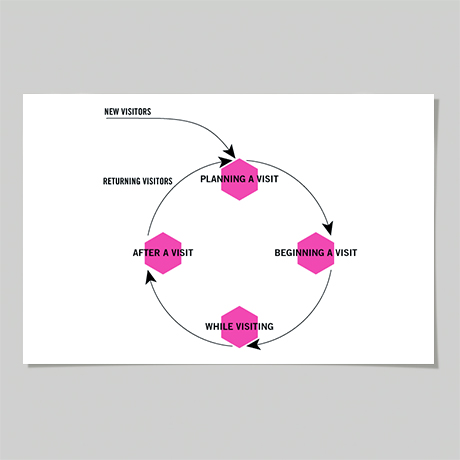 NEW VISITORS
PLANNING A VISIT
RETURNING VISITORS
AFTER A VISIT
BEGINNING A VISIT
WHILE VISITING